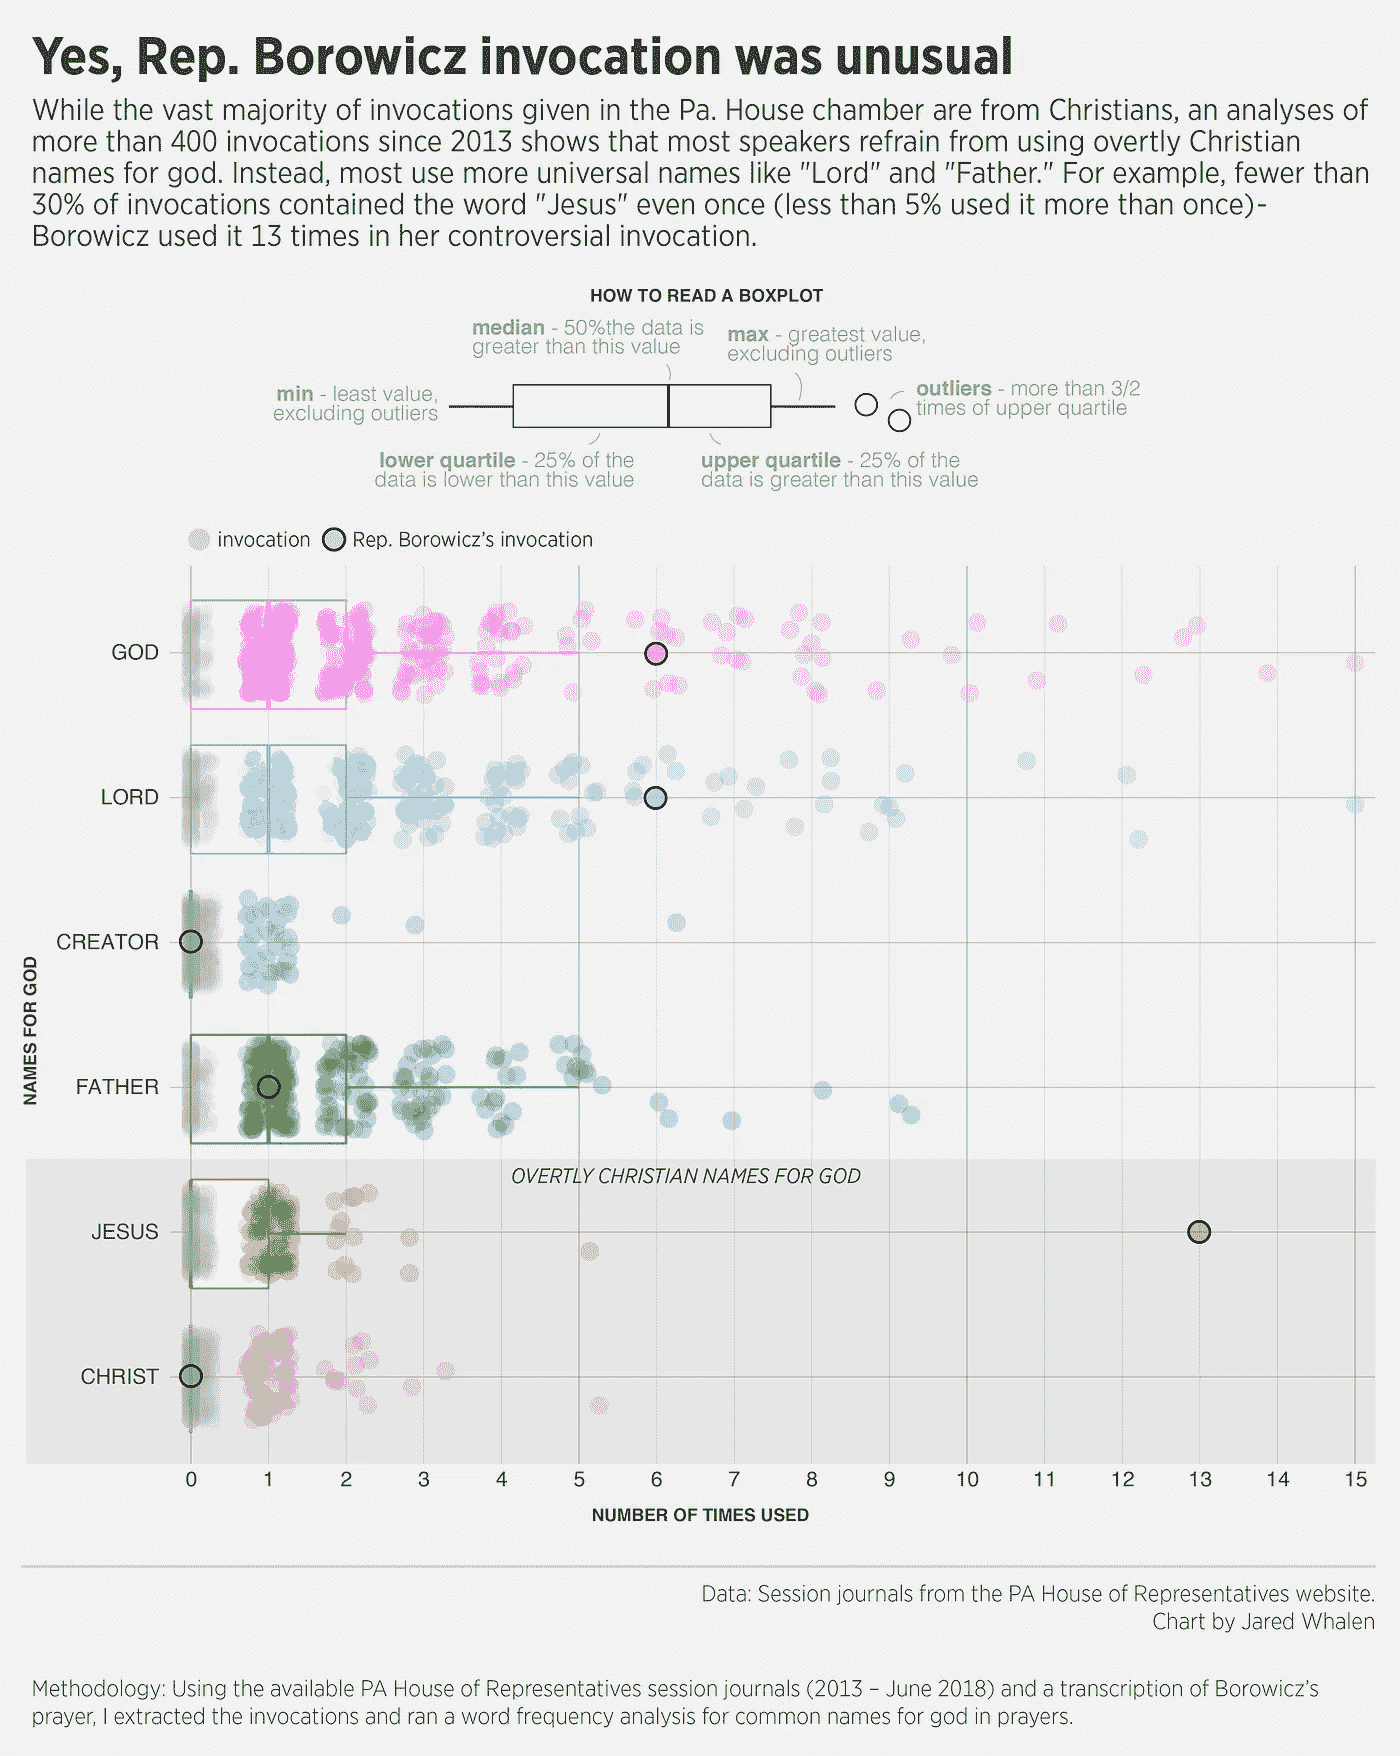 Yes, Rep. Borowicz invocation was unusual
While the vast majority of invocations given in the Pa. House chamber are from Christians, an analyses of
more than 400 invocations since 2013 shows that most speakers refrain from using overtly Christian
names for god. Instead, most use more universal names like "Lord" and "Father." For example, fewer than
30% of invocations contained the word "Jesus" even once (less than 5% used it more than once)-
Borowicz used it 13 times in her controversial invocation.
HOW TO READ A BOXPLOT
median - 50%the data is
greater than this value
max - greatest value,
excluding outliers
min - least value,
excluding outliers
outliers - more than 3/2
times of upper quartile
lower quartile - 25% of the
data is lower than this value
upper quartile - 25% of the
data is greater than this value
invocation
Rep. Borowicz's invocation
NAMES FOR GOD
GOD
LORD
CREATOR
FATHER
OVERTLY CHRISTIAN NAMES FOR GOD
JESUS
CHRIST
0 1 2 3 4 5 6 7 8 9 10 11 12 13 14 15
NUMBER OF TIMES USED
Data: Session journals from the PA House of Representatives website.
Chart by Jared Whalen
Methodology: Using the available PA House of Representatives session journals (2013 – June 2018) and a transcription of Borowicz's
prayer, I extracted the invocations and ran a word frequency analysis for common names for god in prayers.